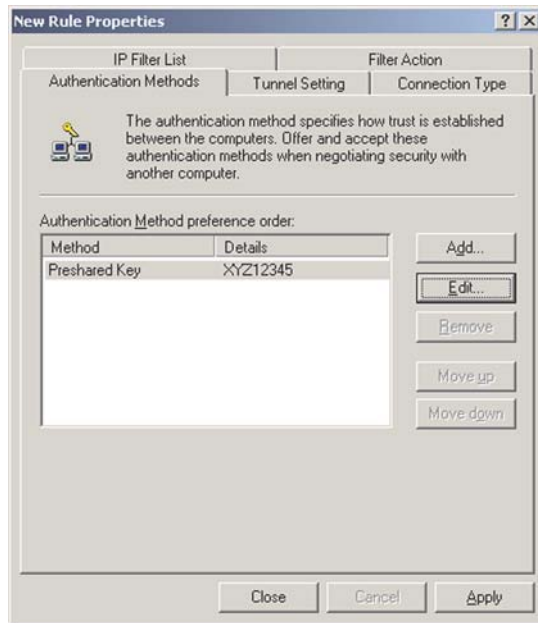 New Rule Properties
IP Filter List
Filter Action
Authentication Methods
Tunnel Setting
Connection Type
The authentication method specifies how trust is established
between the computers. Offer and accept these
authentication methods when negotiating security with
another computer.
Authentication Method preference order:
Method Details
Preshared Key XYZ12345
Add...
Edit...
Remove
Move up
Move down
Close
Cancel
Apply